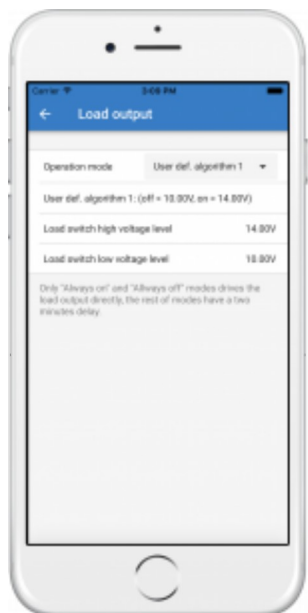 Carrier 3:08 PM
Load output
Operation mode User def. algorithm 1
User def. algorithm 1: (off = 10.00V, on = 14.00V)
Load switch high voltage level 14.00V
Load switch low voltage level 10.00V
Only "Always on" and "Always off" modes drives the
load output directly, the rest of modes have a two
minutes delay.